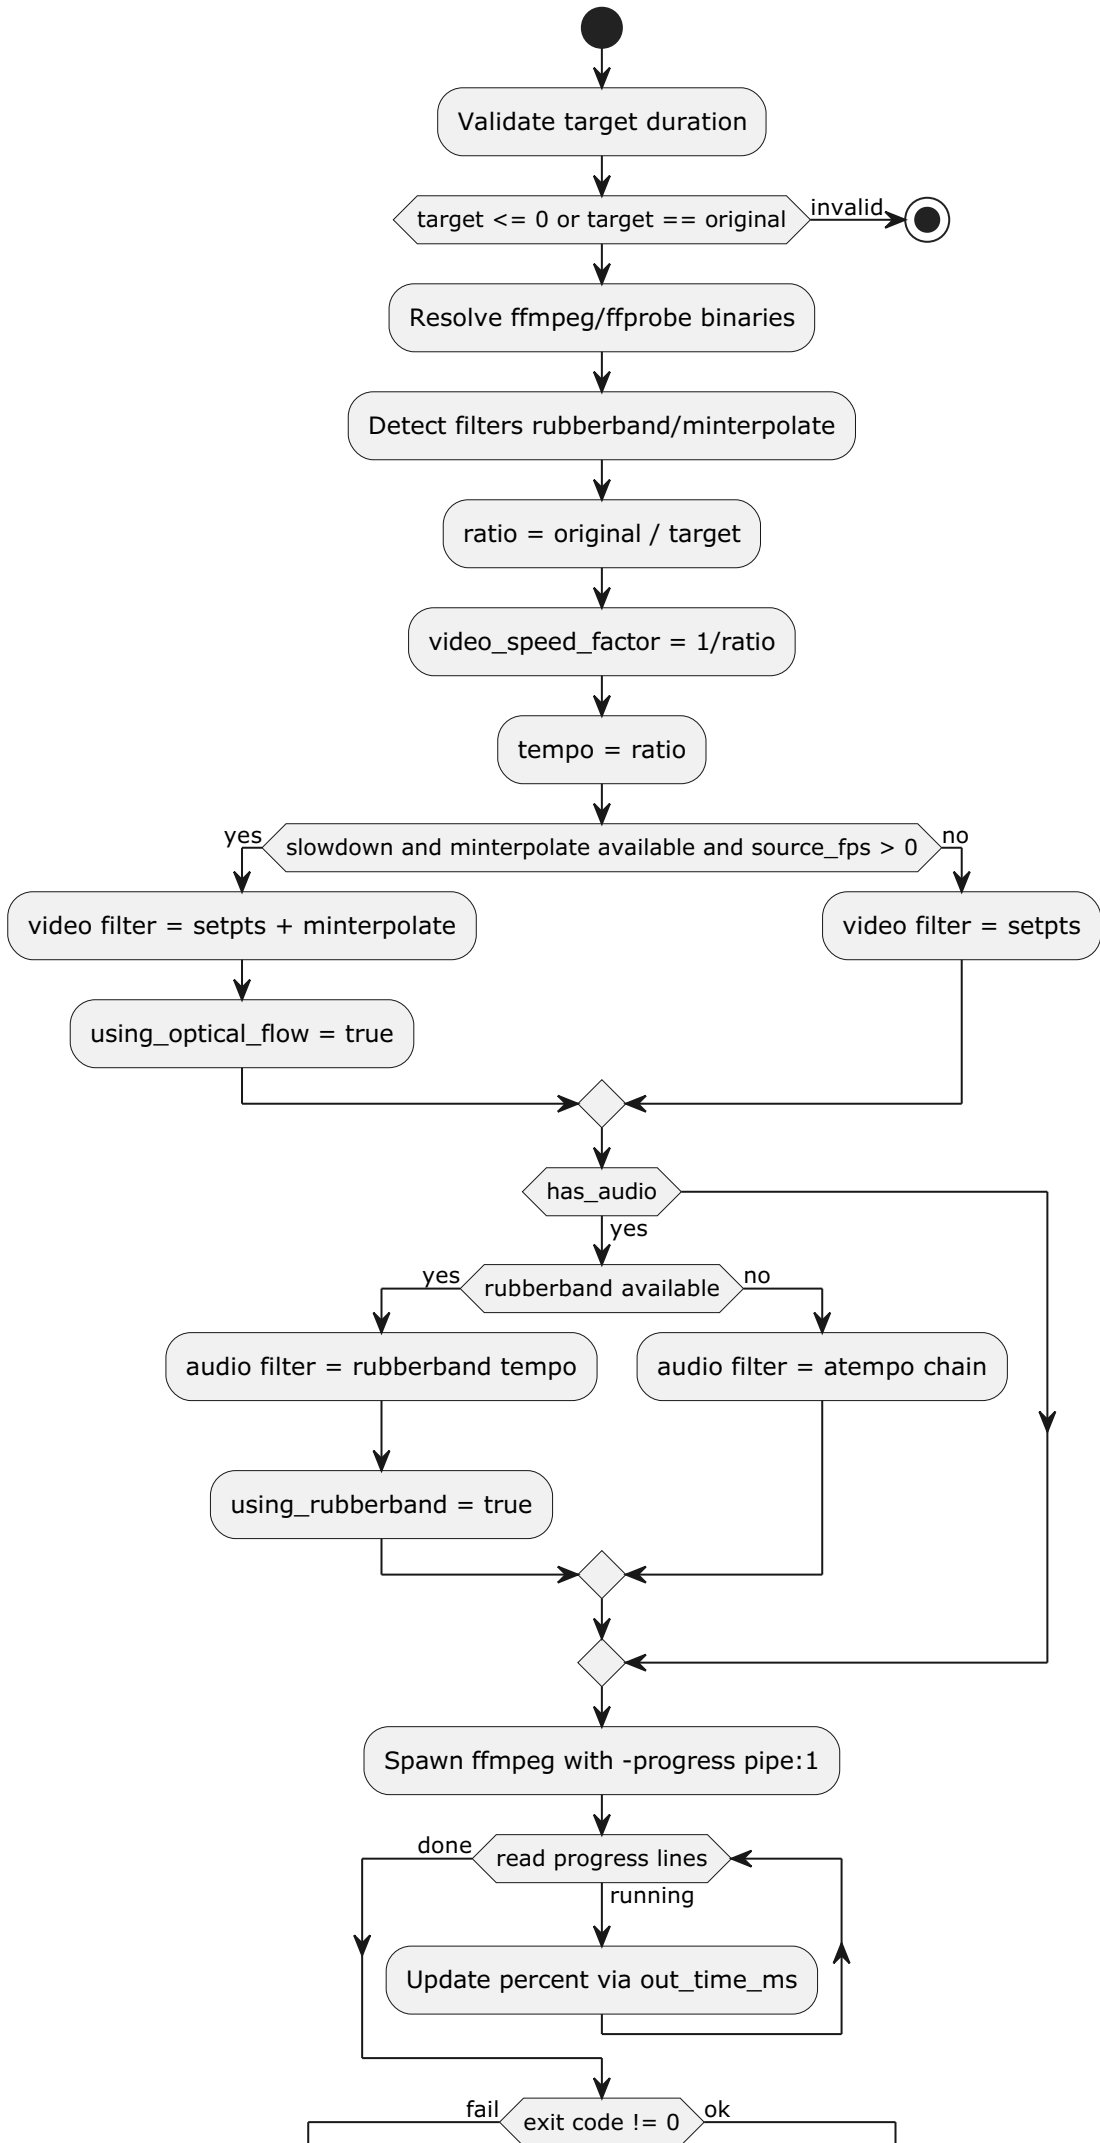 Validate target duration
target <= 0 or target == original
invalid
Resolve ffmpeg/ffprobe binaries
Detect filters rubberband/minterpolate
ratio = original / target
video_speed_factor = 1/ratio
tempo = ratio
yes
slowdown and minterpolate available and source_fps > 0
no
video filter = setpts + minterpolate
video filter = setpts
using_optical_flow = true
has_audio
yes
yes
rubberband available
no
audio filter = rubberband tempo
audio filter = atempo chain
using_rubberband = true
Spawn ffmpeg with -progress pipe:1
done
read progress lines
running
Update percent via out_time_ms
fail
exit code != 0
ok